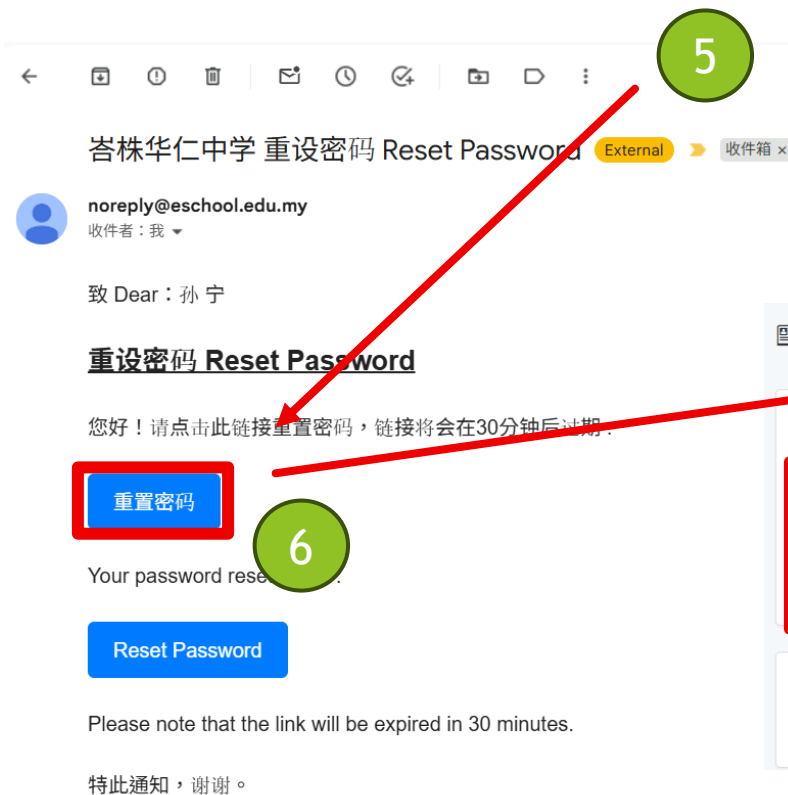 5
峇株华仁中学 重设密码 Reset Password External 收件箱 ×
noreply@eschool.edu.my
收件者：我
致 Dear：孙 宁
重设密码 Reset Password
您好！请点击此链接重置密码，链接将会在30分钟后过期 :
重置密码
6
Your password rese
Reset Password
Please note that the link will be expired in 30 minutes.
特此通知，谢谢。